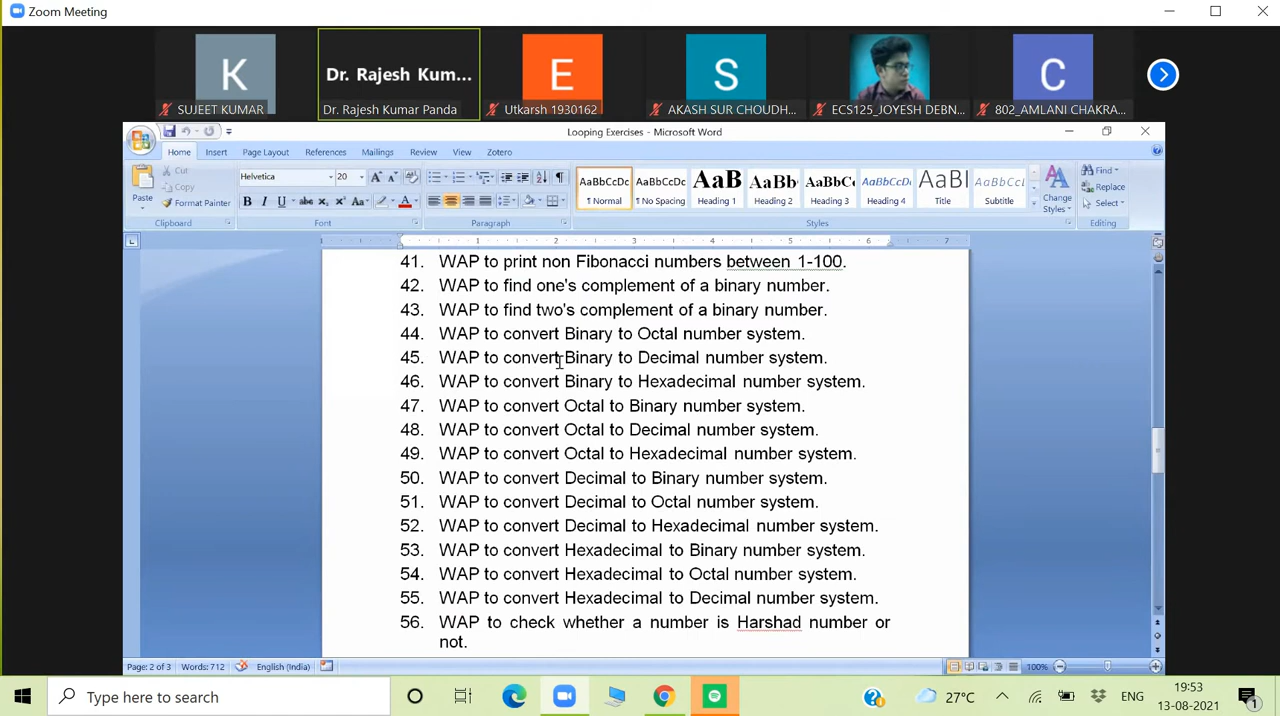 Zoom Meeting
K
Dr. Rajesh Kum...
E
S
C
SUJEET KUMAR
Dr. Rajesh Kumar Panda
Utkarsh 1930162
AKASH SUR CHOUDH...
ECS125_JOYESH DEBN...
802_AMLANI CHAKRA...
Looping Exercises - Microsoft Word
Home Insert Page Layout References Mailings Review View Zotero
Paste
Cut
Copy
Format Painter
Clipboard
Helvetica 20
Font
Paragraph
AaBbCcDc AaBbCcDc AaB AaBb AaBbCc AaBbCcD AaBl AaBbCcl
¶ Normal ¶ No Spacing Heading 1 Heading 2 Heading 3 Heading 4 Title Subtitle
Styles
Change Styles
Find
Replace
Select
Editing
1 1 2 3 4 5 6 7
41. WAP to print non Fibonacci numbers between 1-100.
42. WAP to find one's complement of a binary number.
43. WAP to find two's complement of a binary number.
44. WAP to convert Binary to Octal number system.
45. WAP to convert Binary to Decimal number system.
46. WAP to convert Binary to Hexadecimal number system.
47. WAP to convert Octal to Binary number system.
48. WAP to convert Octal to Decimal number system.
49. WAP to convert Octal to Hexadecimal number system.
50. WAP to convert Decimal to Binary number system.
51. WAP to convert Decimal to Octal number system.
52. WAP to convert Decimal to Hexadecimal number system.
53. WAP to convert Hexadecimal to Binary number system.
54. WAP to convert Hexadecimal to Octal number system.
55. WAP to convert Hexadecimal to Decimal number system.
56. WAP to check whether a number is Harshad number or
not.
Page: 2 of 3 Words: 712 English (India) 100%
Type here to search
27°C ENG
19:53
13-08-2021
1